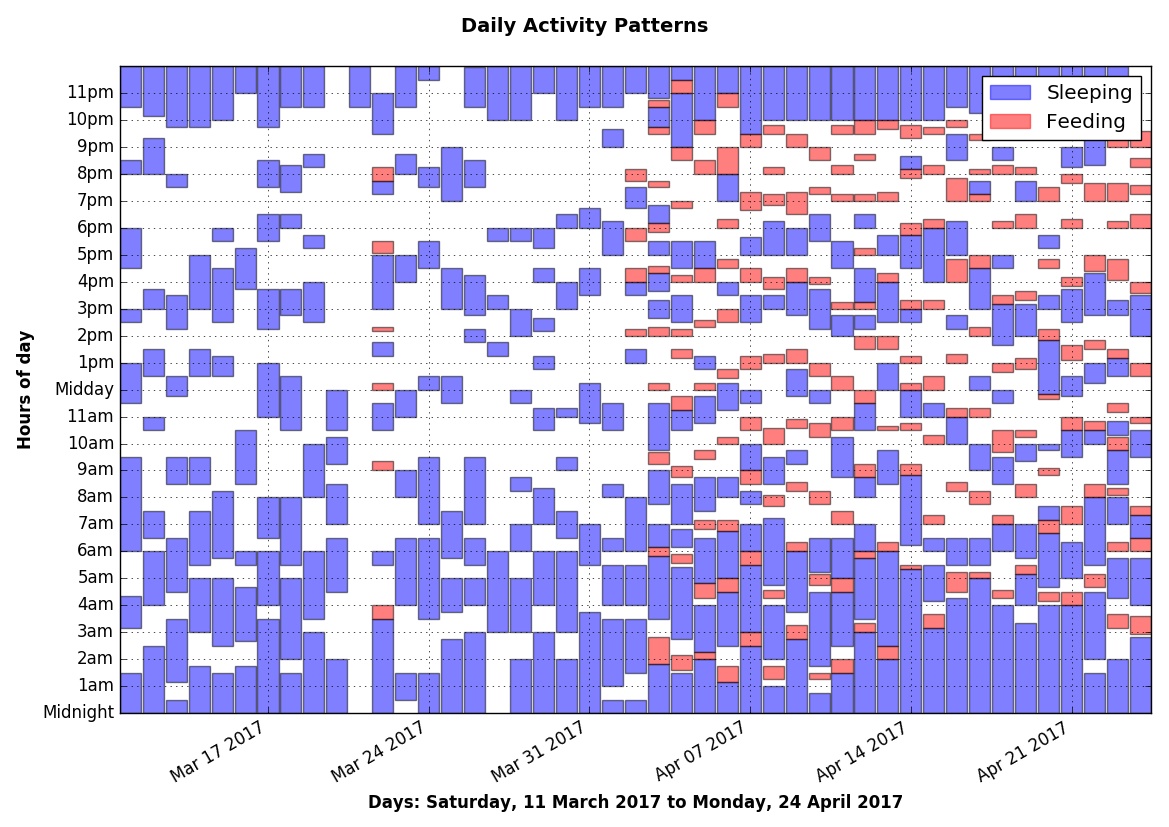 Daily Activity Patterns
Sleeping
Feeding
11pm
10pm
9pm
8pm
7pm
6pm
5pm
4pm
3pm
2pm
1pm
Midday
11am
10am
9am
8am
7am
6am
5am
4am
3am
2am
1am
Midnight
Hours of day
Mar 17 2017
Mar 24 2017
Mar 31 2017
Apr 07 2017
Apr 14 2017
Apr 21 2017
Days: Saturday, 11 March 2017 to Monday, 24 April 2017